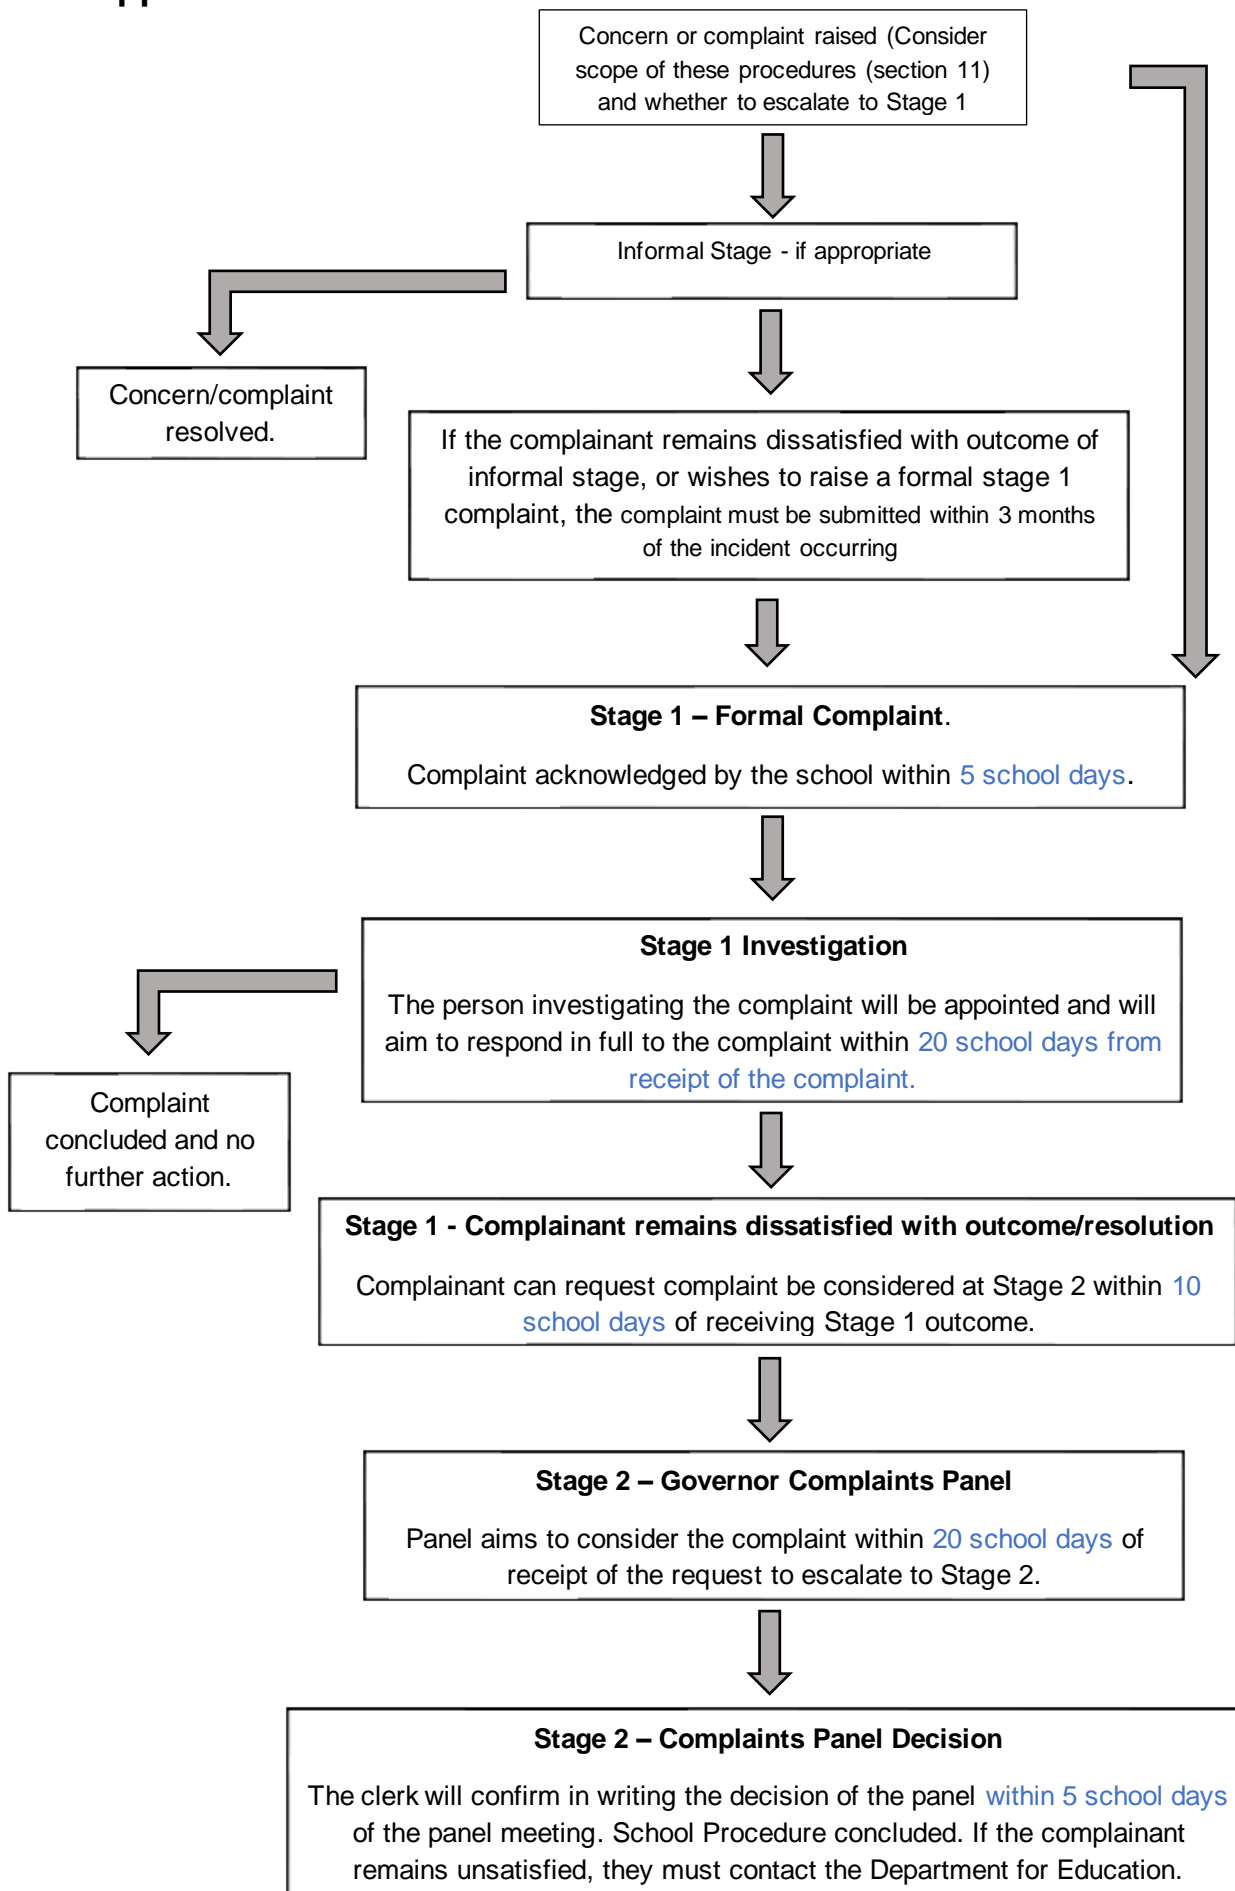 Concern or complaint raised (Consider
scope of these procedures (section 11)
and whether to escalate to Stage 1
Informal Stage - if appropriate
Concern/complaint
resolved.
If the complainant remains dissatisfied with outcome of
informal stage, or wishes to raise a formal stage 1
complaint, the complaint must be submitted within 3 months
of the incident occurring
Stage 1 – Formal Complaint.
Complaint acknowledged by the school within 5 school days.
Stage 1 Investigation
The person investigating the complaint will be appointed and will
aim to respond in full to the complaint within 20 school days from
receipt of the complaint.
Complaint
concluded and no
further action.
Stage 1 - Complainant remains dissatisfied with outcome/resolution
Complainant can request complaint be considered at Stage 2 within 10
school days of receiving Stage 1 outcome.
Stage 2 – Governor Complaints Panel
Panel aims to consider the complaint within 20 school days of
receipt of the request to escalate to Stage 2.
Stage 2 – Complaints Panel Decision
The clerk will confirm in writing the decision of the panel within 5 school days
of the panel meeting. School Procedure concluded. If the complainant
remains unsatisfied, they must contact the Department for Education.